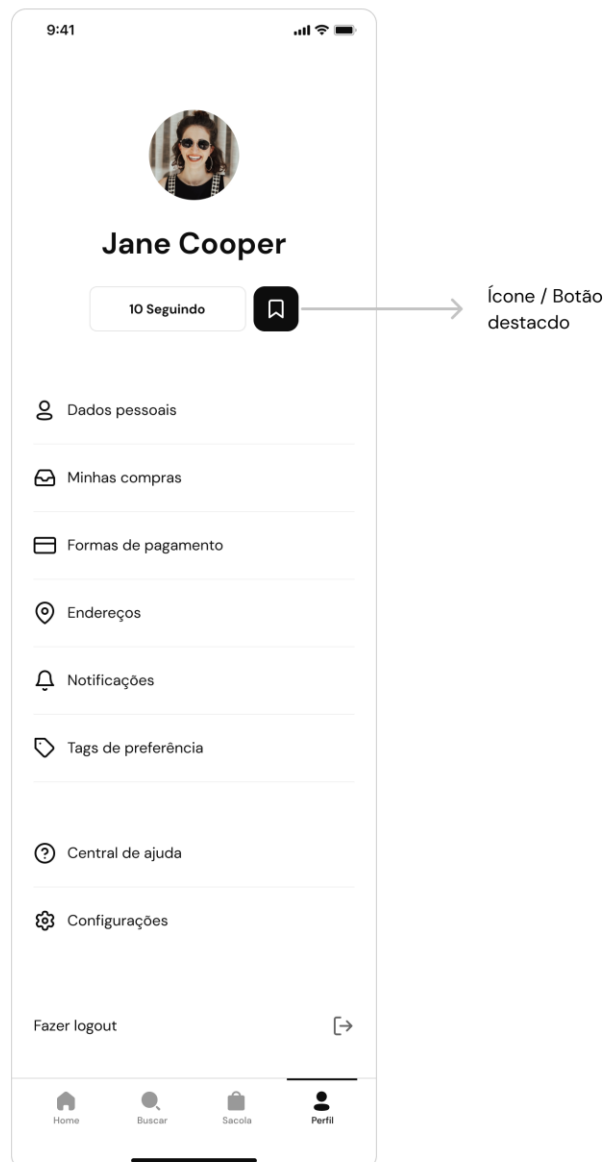 9:41
Jane Cooper
10 Seguindo
Ícone / Botão
destacdo
Dados pessoais
Minhas compras
Formas de pagamento
Endereços
Notificações
Tags de preferência
Central de ajuda
Configurações
Fazer logout
Home Buscar Sacola Perfil